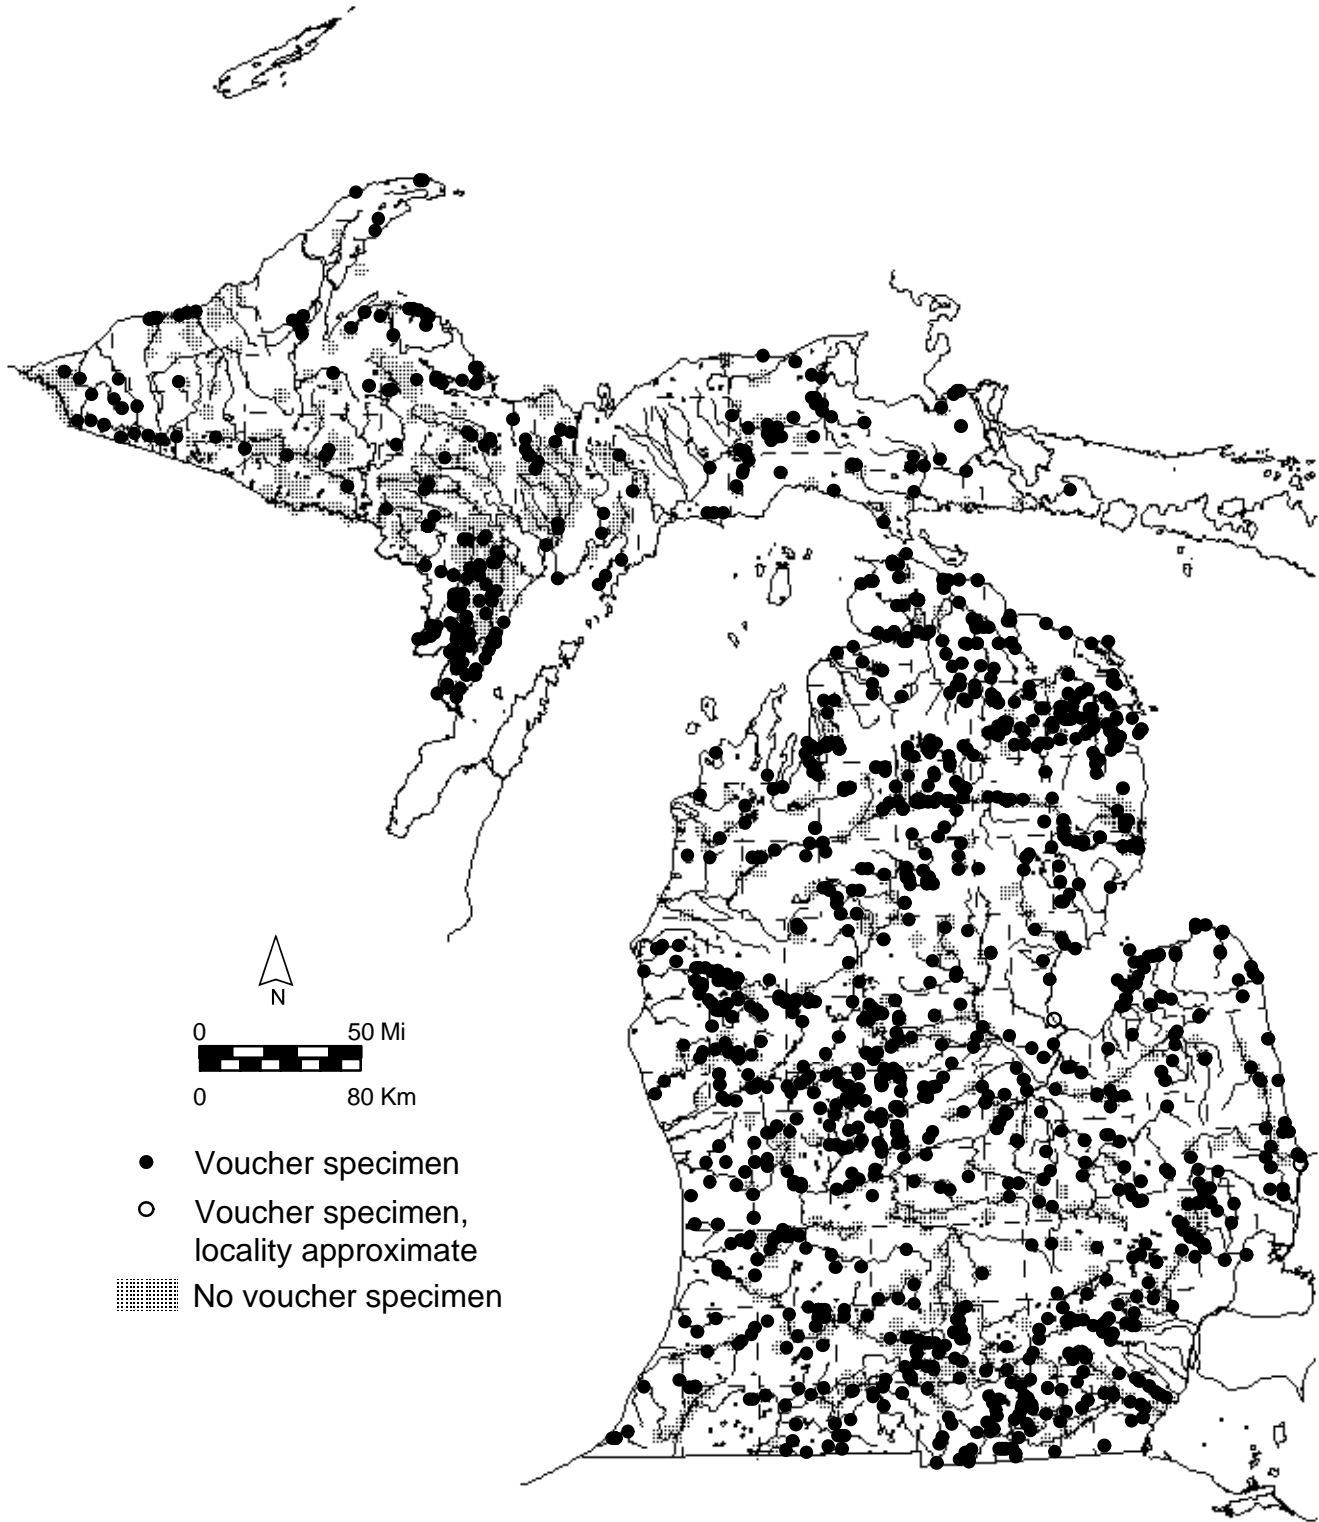 N
0 50 Mi
0 80 Km
Voucher specimen
Voucher specimen,
locality approximate
No voucher specimen